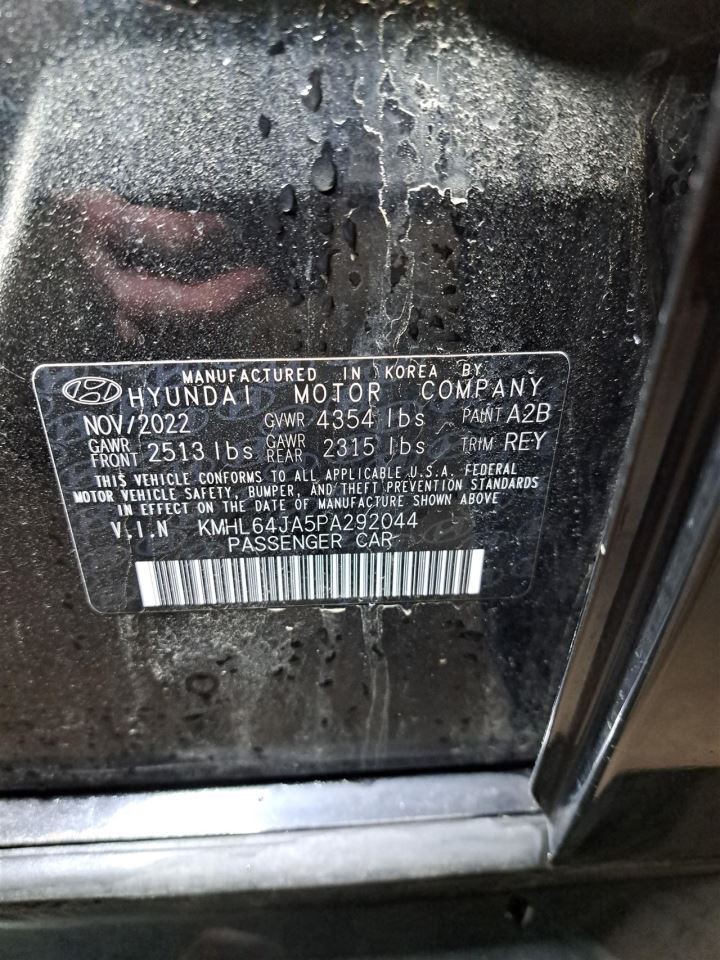 MANUFACTURED IN KOREA BY
HYUNDAI MOTOR COMPANY
NOV/2022 GVWR 4354 lbs PAINT A2B
GAWR FRONT 2513 lbs GAWR REAR 2315 lbs TRIM REY
THIS VEHICLE CONFORMS TO ALL APPLICABLE U.S.A. FEDERAL
MOTOR VEHICLE SAFETY, BUMPER, AND THEFT PREVENTION STANDARDS
IN EFFECT ON THE DATE OF MANUFACTURE SHOWN ABOVE
V.I.N KMHL64JA5PA292044
PASSENGER CAR